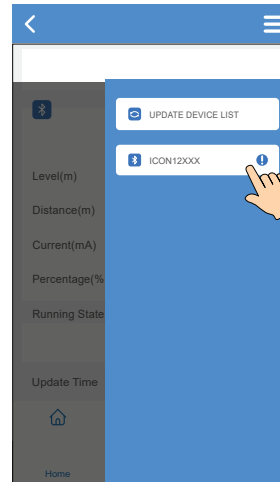 UPDATE DEVICE LIST
ICON12XXX
Level(m)
Distance(m)
Current(mA)
Percentage(%
Running State
Update Time
Home